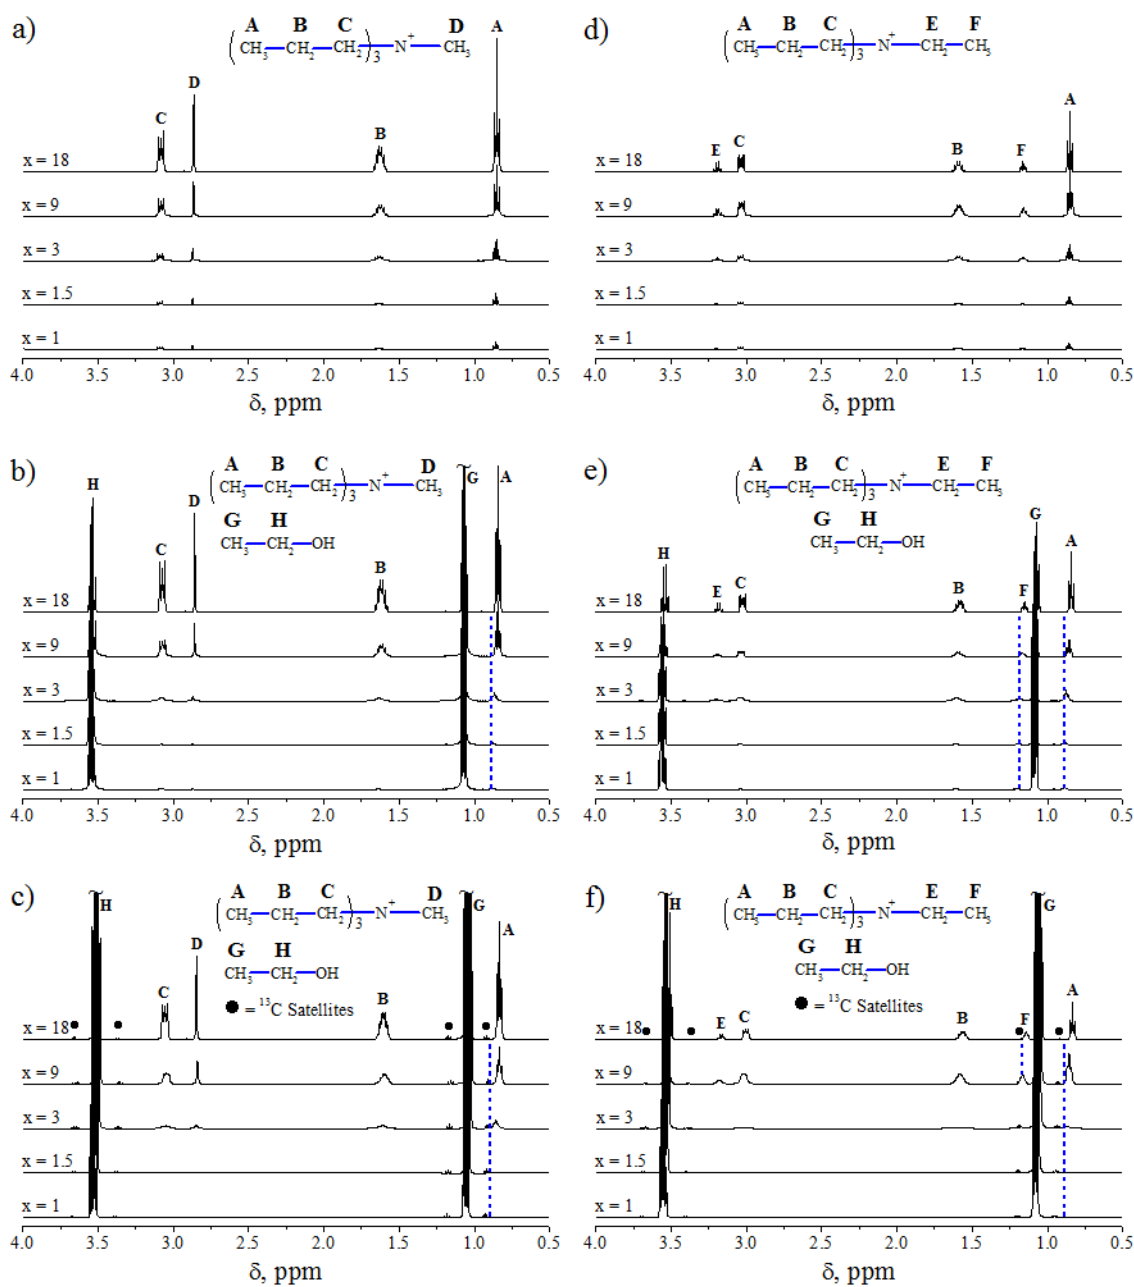 a)
A B C D A
( CH3 CH2 CH2 )3 N+ CH3
D
C
B
x = 18
x = 9
x = 3
x = 1.5
x = 1
4.0 3.5 3.0 2.5 2.0 1.5 1.0 0.5
δ, ppm
d)
A B C E F
( CH3 CH2 CH2 )3 N+ CH2 CH3
A
E C B F
x = 18
x = 9
x = 3
x = 1.5
x = 1
4.0 3.5 3.0 2.5 2.0 1.5 1.0 0.5
δ, ppm
b)
A B C D G A
( CH3 CH2 CH2 )3 N+ CH3
H D
G H
CH3 CH2 OH
C B
x = 18
x = 9
x = 3
x = 1.5
x = 1
4.0 3.5 3.0 2.5 2.0 1.5 1.0 0.5
δ, ppm
e)
A B C E F
( CH3 CH2 CH2 )3 N+ CH2 CH3
G H G
CH3 CH2 OH
A
H E C B F
x = 18
x = 9
x = 3
x = 1.5
x = 1
4.0 3.5 3.0 2.5 2.0 1.5 1.0 0.5
δ, ppm
c)
H A B C D G
( CH3 CH2 CH2 )3 N+ CH3
A
D G H
CH3 CH2 OH
C B
● = 13C Satellites
x = 18
x = 9
x = 3
x = 1.5
x = 1
4.0 3.5 3.0 2.5 2.0 1.5 1.0 0.5
δ, ppm
f)
H A B C E F G
( CH3 CH2 CH2 )3 N+ CH2 CH3
G H
CH3 CH2 OH
● = 13C Satellites
A
E C B F
x = 18
x = 9
x = 3
x = 1.5
x = 1
4.0 3.5 3.0 2.5 2.0 1.5 1.0 0.5
δ, ppm